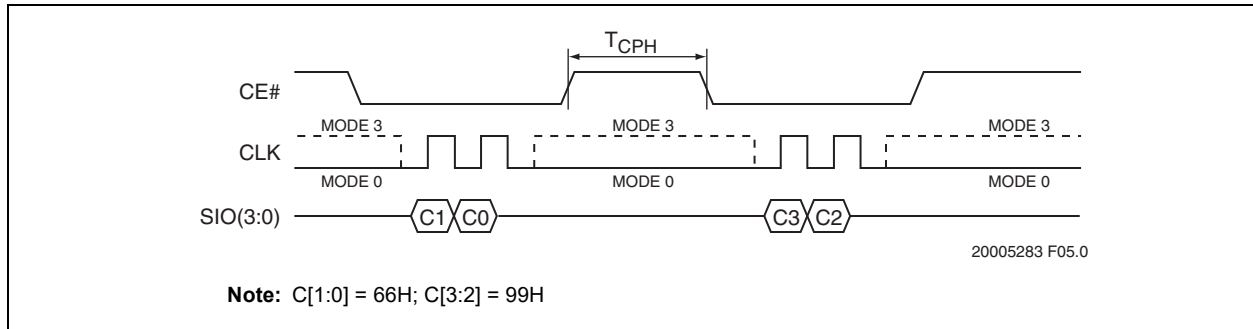 TCPH
CE#
MODE 3 MODE 3 MODE 3
CLK
MODE 0 MODE 0 MODE 0
SIO(3:0) C1 C0 C3 C2
20005283 F05.0
Note: C[1:0] = 66H; C[3:2] = 99H